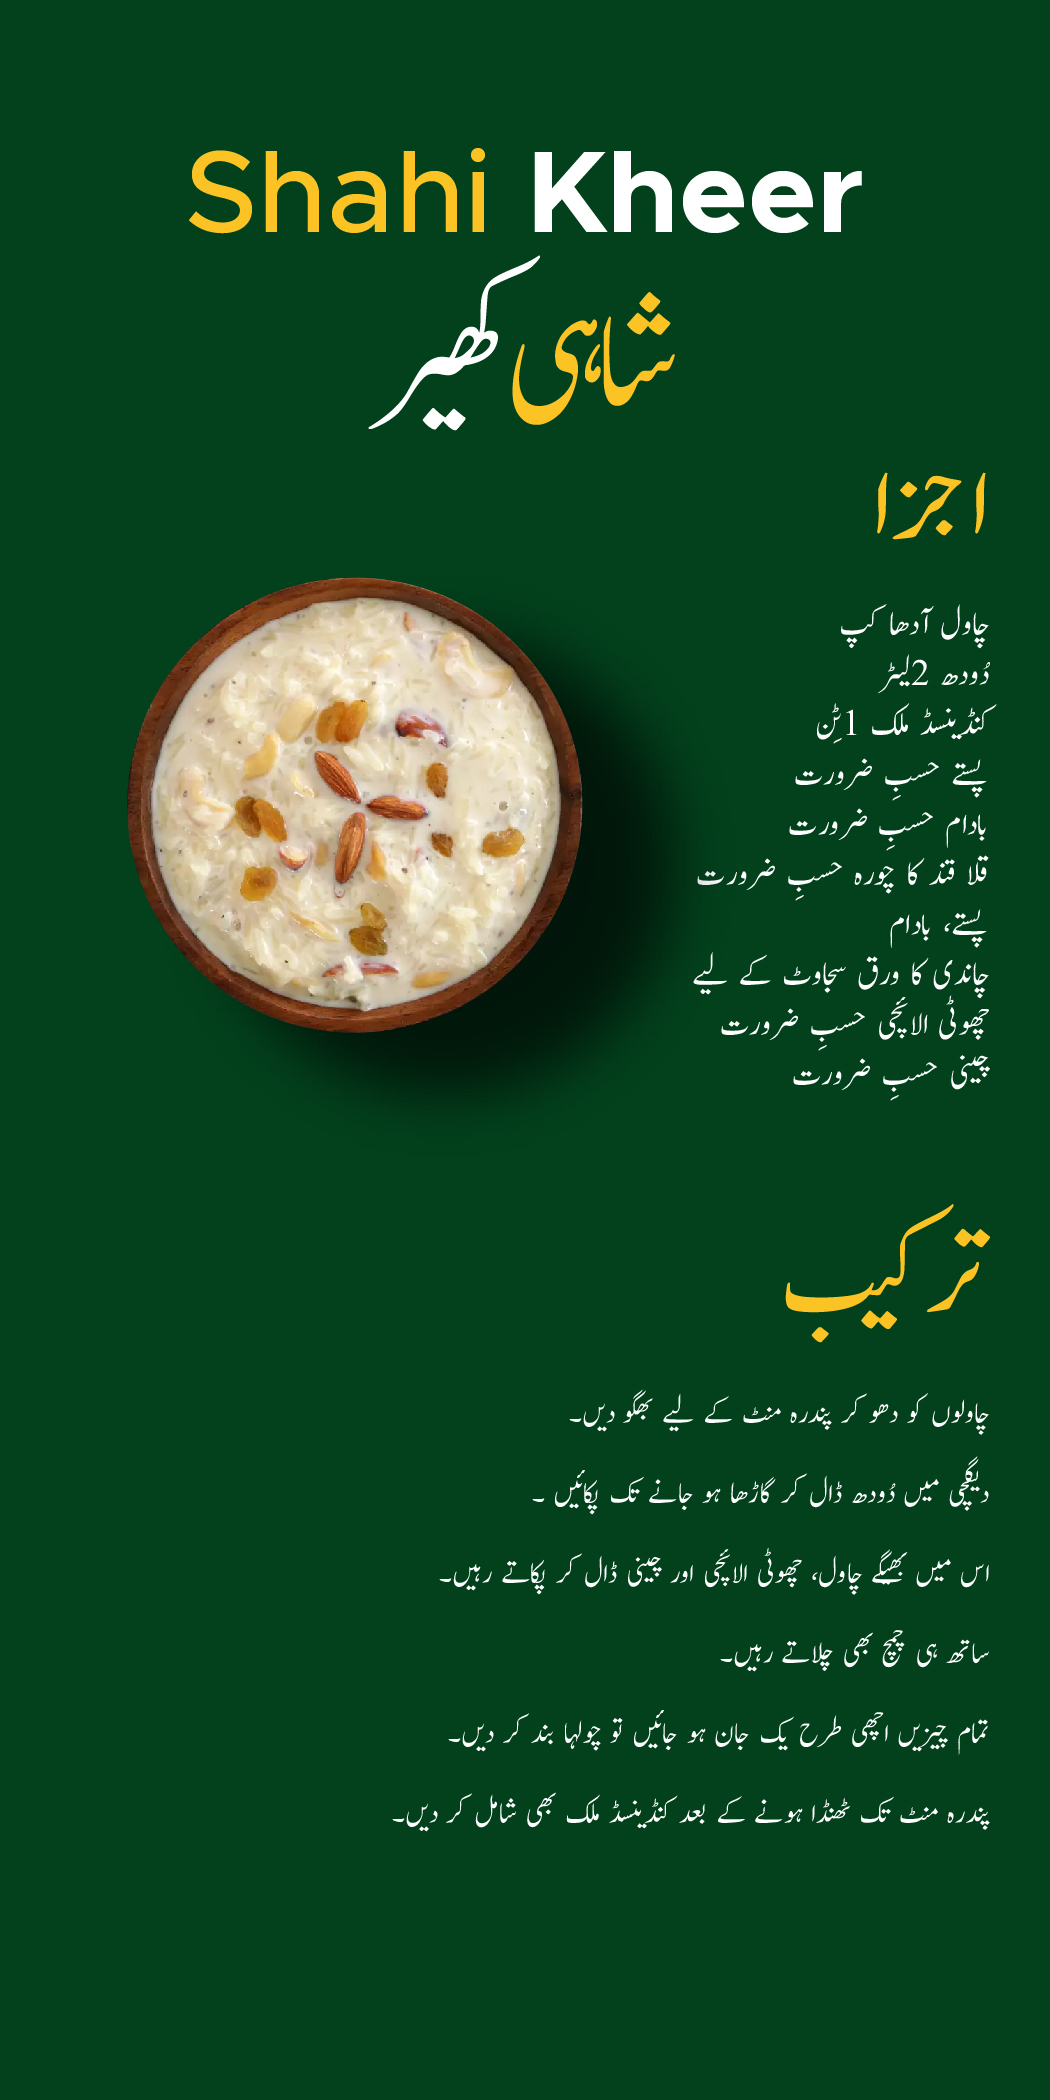 Shahi Kheer
شاہی کھیر
اجزا
چاول آدھا کپ
دُودھ 2لیٹر
کنڈینسڈ ملک 1ٹِن
پستے حسبِ ضرورت
بادام حسبِ ضرورت
قلا قند کا چورہ حسبِ ضرورت
پستے، بادام
چاندی کا ورق سجاوٹ کے لیے
چھوٹی الائچی حسبِ ضرورت
چینی حسبِ ضرورت
ترکیب
چاولوں کو دھو کر پندرہ منٹ کے لیے بھگو دیں۔
دیگچی میں دُودھ ڈال کر گاڑھا ہو جانے تک پکائیں ۔
اس میں بھیگے چاول، چھوٹی الائچی اور چینی ڈال کر پکاتے رہیں۔
ساتھ ہی چمچ بھی چلاتے رہیں۔
تمام چیزیں اچھی طرح یک جان ہو جائیں تو چولہا بند کر دیں۔
پندرہ منٹ تک ٹھنڈا ہونے کے بعد کنڈینسڈ ملک بھی شامل کر دیں۔